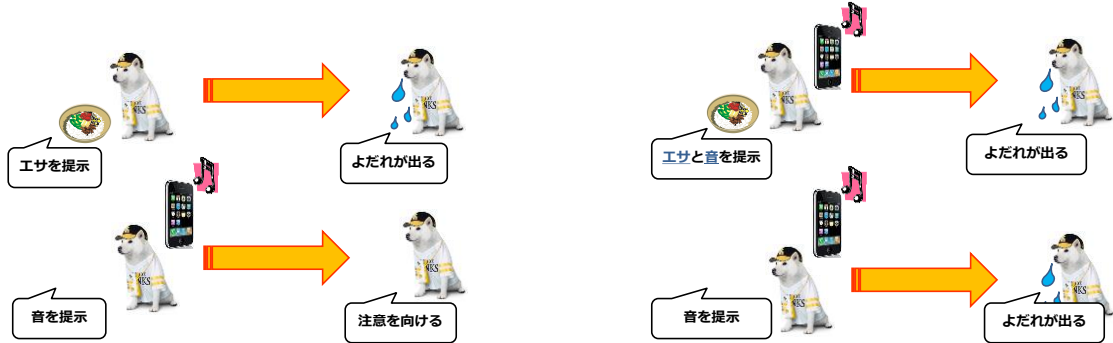 エサを提示
よだれが出る
音を提示
注意を向ける
エサと音を提示
よだれが出る
音を提示
よだれが出る